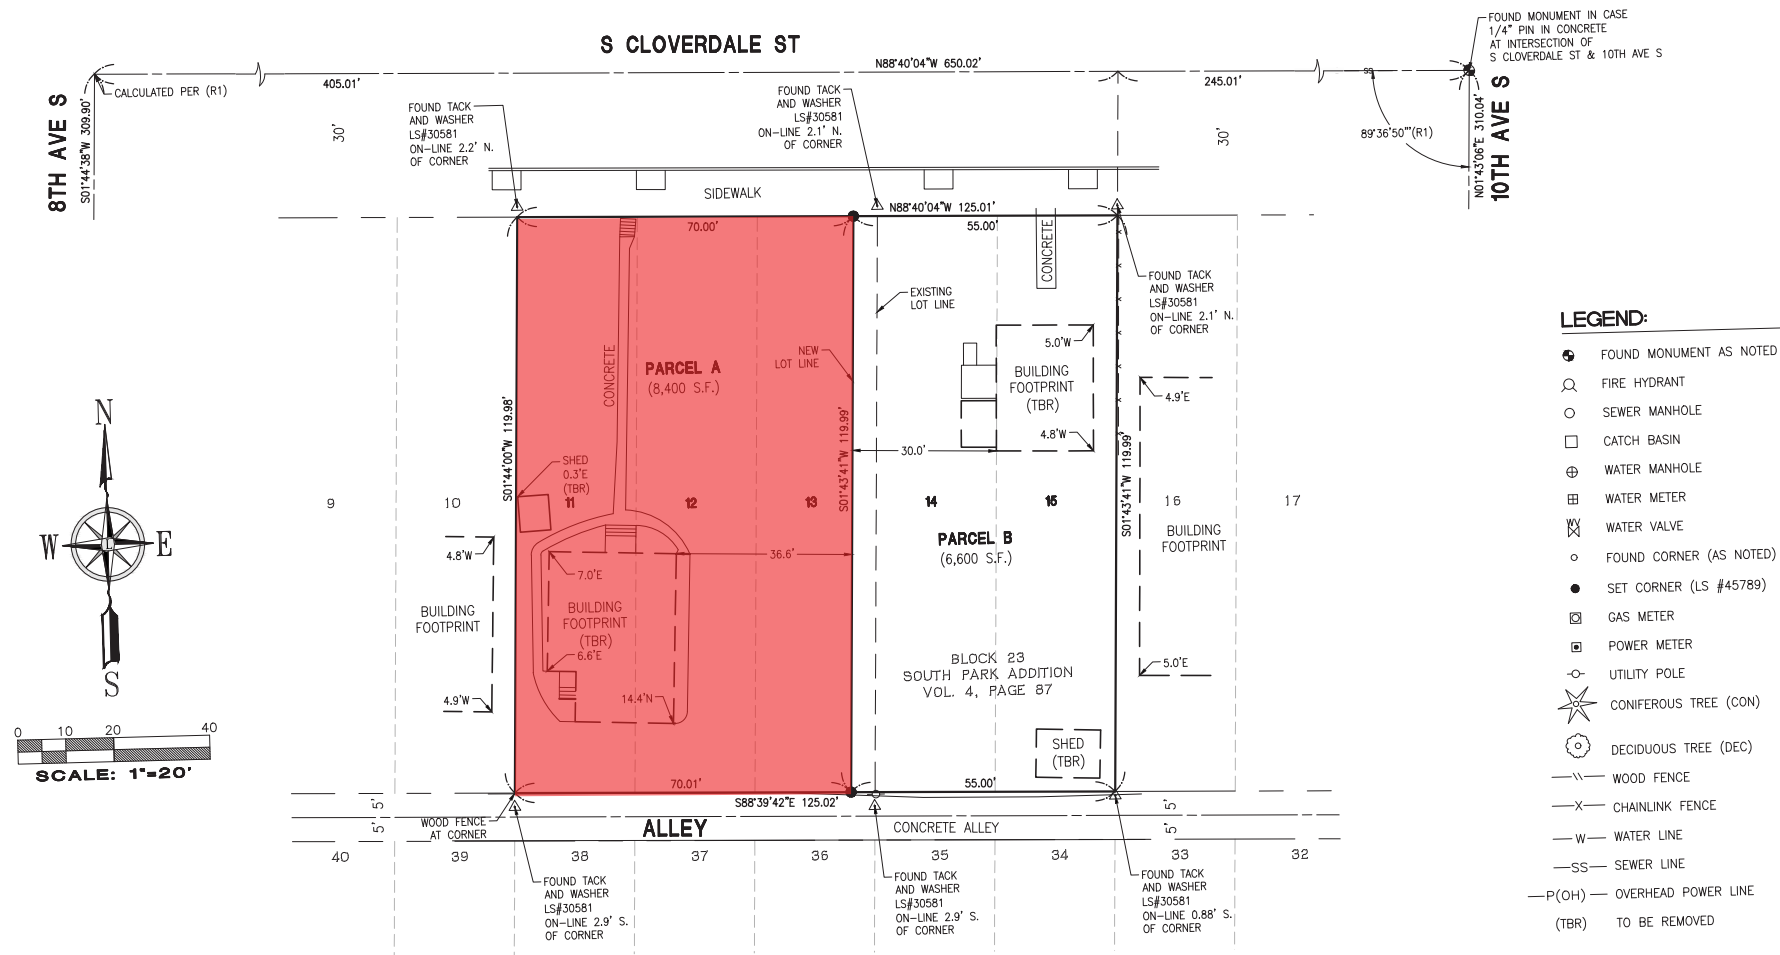 S CLOVERDALE ST
FOUND MONUMENT IN CASE
1/4" PIN IN CONCRETE
AT INTERSECTION OF
S CLOVERDALE ST & 10TH AVE S
N88°40'04"W 650.02'
405.01'
245.01'
CALCULATED PER (R1)
8TH AVE S
S01°44'38"W 309.90'
30'
30'
89°36'50"'(R1)
N01°43'06"E 310.04'
10TH AVE S
FOUND TACK
AND WASHER
LS#30581
ON-LINE 2.2' N.
OF CORNER
FOUND TACK
AND WASHER
LS#30581
ON-LINE 2.1' N.
OF CORNER
SIDEWALK
N88°40'04"W 125.01'
70.00'
55.00'
CONCRETE
FOUND TACK
AND WASHER
LS#30581
ON-LINE 2.1' N.
OF CORNER
EXISTING
LOT LINE
NEW
LOT LINE
CONCRETE
PARCEL A
(8,400 S.F.)
5.0'W
BUILDING
FOOTPRINT
(TBR)
4.8'W
4.9'E
S01°44'00"W 119.98'
S01°43'41"W 119.99'
30.0'
S01°43'41"W 119.99'
SHED
0.3'E
(TBR)
9
10
11
12
13
14
15
16
17
PARCEL B
(6,600 S.F.)
BUILDING
FOOTPRINT
4.8'W
36.6'
7.0'E
BUILDING
FOOTPRINT
BUILDING
FOOTPRINT
(TBR)
6.6'E
4.9'W
14.4'N
BLOCK 23
SOUTH PARK ADDITION
VOL. 4, PAGE 87
5.0'E
SHED
(TBR)
70.01'
55.00'
S88°39'42"E 125.02'
5'
5'
5'
5'
WOOD FENCE
AT CORNER
ALLEY
CONCRETE ALLEY
40
39
38
37
36
35
34
33
32
FOUND TACK
AND WASHER
LS#30581
ON-LINE 2.9' S.
OF CORNER
FOUND TACK
AND WASHER
LS#30581
ON-LINE 2.9' S.
OF CORNER
FOUND TACK
AND WASHER
LS#30581
ON-LINE 0.88' S.
OF CORNER
N
W
L
E
S
0 10 20 40
SCALE: 1"=20'
LEGEND:
FOUND MONUMENT AS NOTED
FIRE HYDRANT
SEWER MANHOLE
CATCH BASIN
WATER MANHOLE
WATER METER
WV WATER VALVE
FOUND CORNER (AS NOTED)
SET CORNER (LS #45789)
GAS METER
POWER METER
UTILITY POLE
CONIFEROUS TREE (CON)
DECIDUOUS TREE (DEC)
WOOD FENCE
X CHAINLINK FENCE
W WATER LINE
SS SEWER LINE
P(OH) OVERHEAD POWER LINE
(TBR) TO BE REMOVED
SS